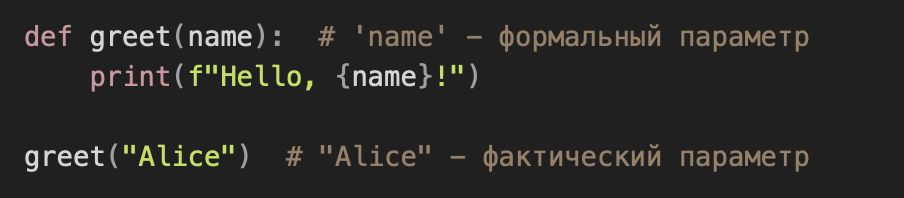 def greet(name):  # 'name' – формальный параметр
    print(f"Hello, {name}!")
greet("Alice")  # "Alice" – фактический параметр